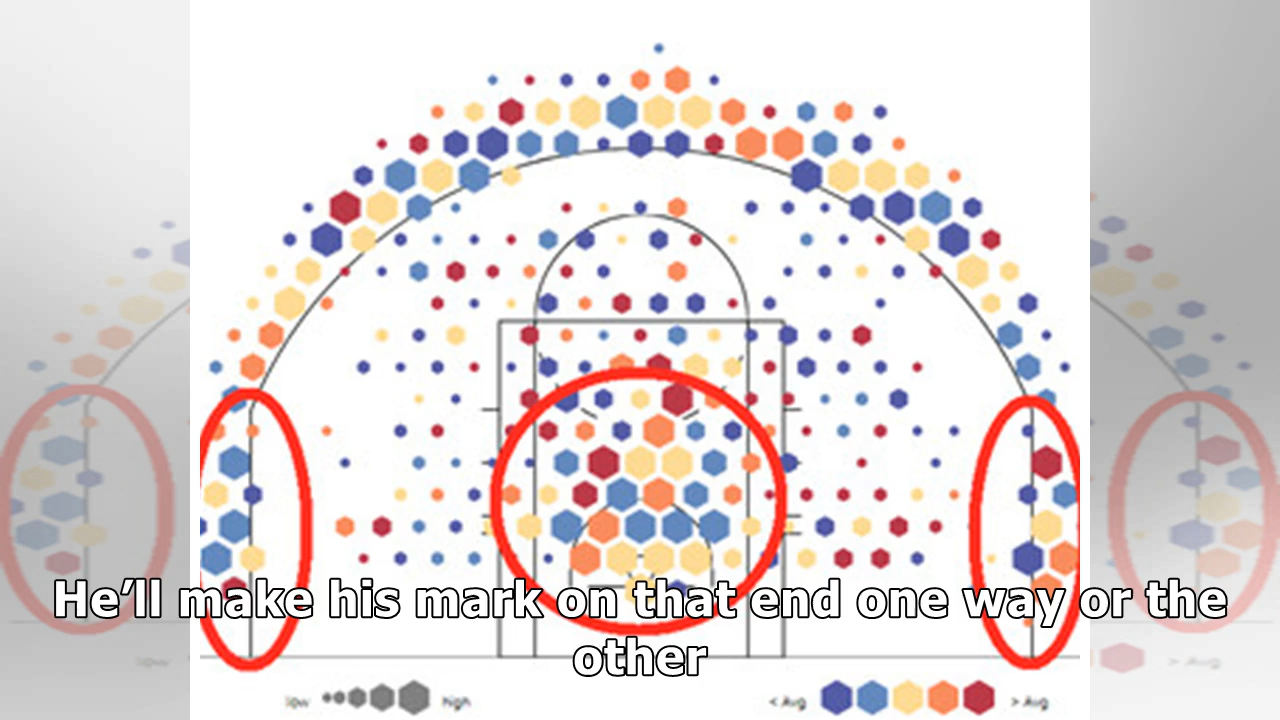 He’ll make his mark on that end one way or the
other
low high < Avg > Avg